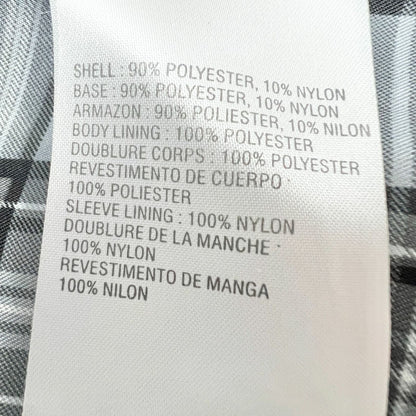 SHELL : 90% POLYESTER, 10% NYLON
BASE : 90% POLYESTER, 10% NYLON
ARMAZON : 90% POLIESTER, 10% NILON
BODY LINING : 100% POLYESTER
DOUBLURE CORPS : 100% POLYESTER
REVESTIMENTO DE CUERPO :
100% POLIESTER
SLEEVE LINING : 100% NYLON
DOUBLURE DE LA MANCHE :
100% NYLON
REVESTIMENTO DE MANGA
100% NILON